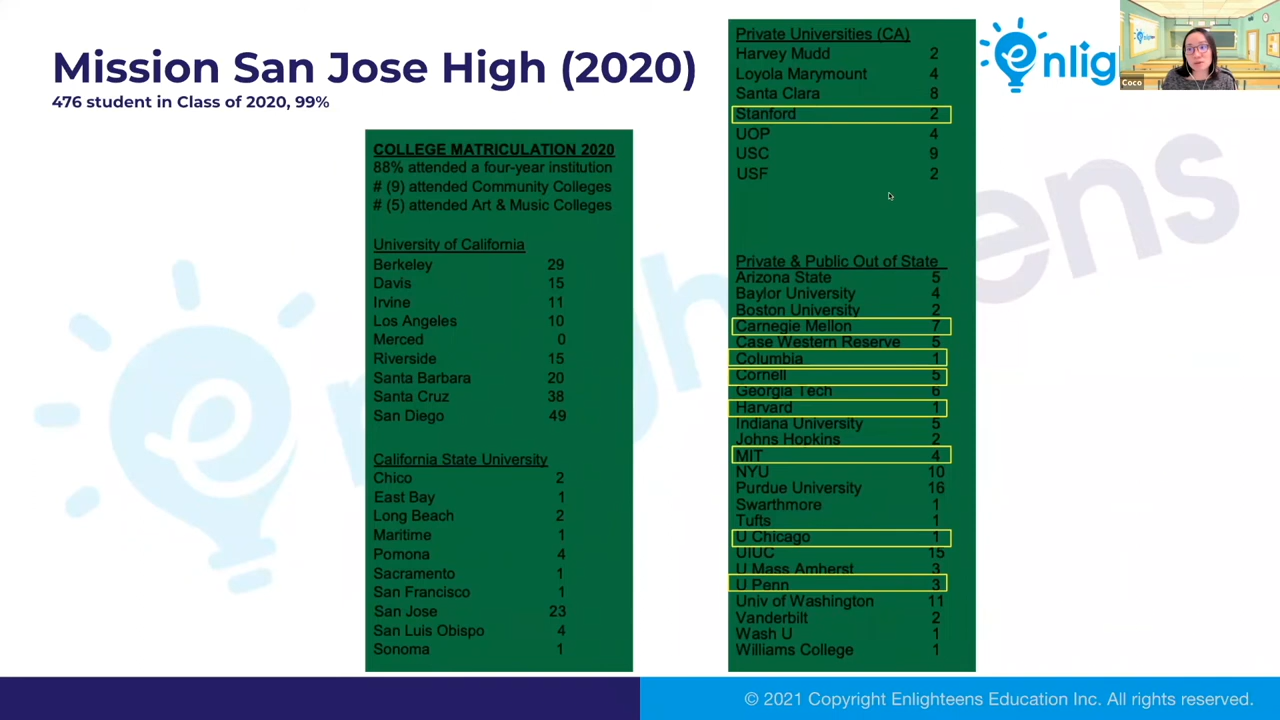 Mission San Jose High (2020)
476 student in Class of 2020, 99%
COLLEGE MATRICULATION 2020
88% attended a four-year institution
# (9) attended Community Colleges
# (5) attended Art & Music Colleges
University of California
Berkeley 29
Davis 15
Irvine 11
Los Angeles 10
Merced 0
Riverside 15
Santa Barbara 20
Santa Cruz 38
San Diego 49
California State University
Chico 2
East Bay 1
Long Beach 2
Maritime 1
Pomona 4
Sacramento 1
San Francisco 1
San Jose 23
San Luis Obispo 4
Sonoma 1
Private Universities (CA)
Harvey Mudd 2
Loyola Marymount 4
Santa Clara 8
Stanford 2
UOP 4
USC 9
USF 2
Private & Public Out of State
Arizona State 5
Baylor University 4
Boston University 2
Carnegie Mellon 7
Case Western Reserve 5
Columbia 1
Cornell 5
Georgia Tech 6
Harvard 1
Indiana University 5
Johns Hopkins 2
MIT 4
NYU 10
Purdue University 16
Swarthmore 1
Tufts 1
U Chicago 1
UIUC 15
U Mass Amherst 3
U Penn 3
Univ of Washington 11
Vanderbilt 2
Wash U 1
Williams College 1
enlig
Coco
© 2021 Copyright Enlighteens Education Inc. All rights reserved.